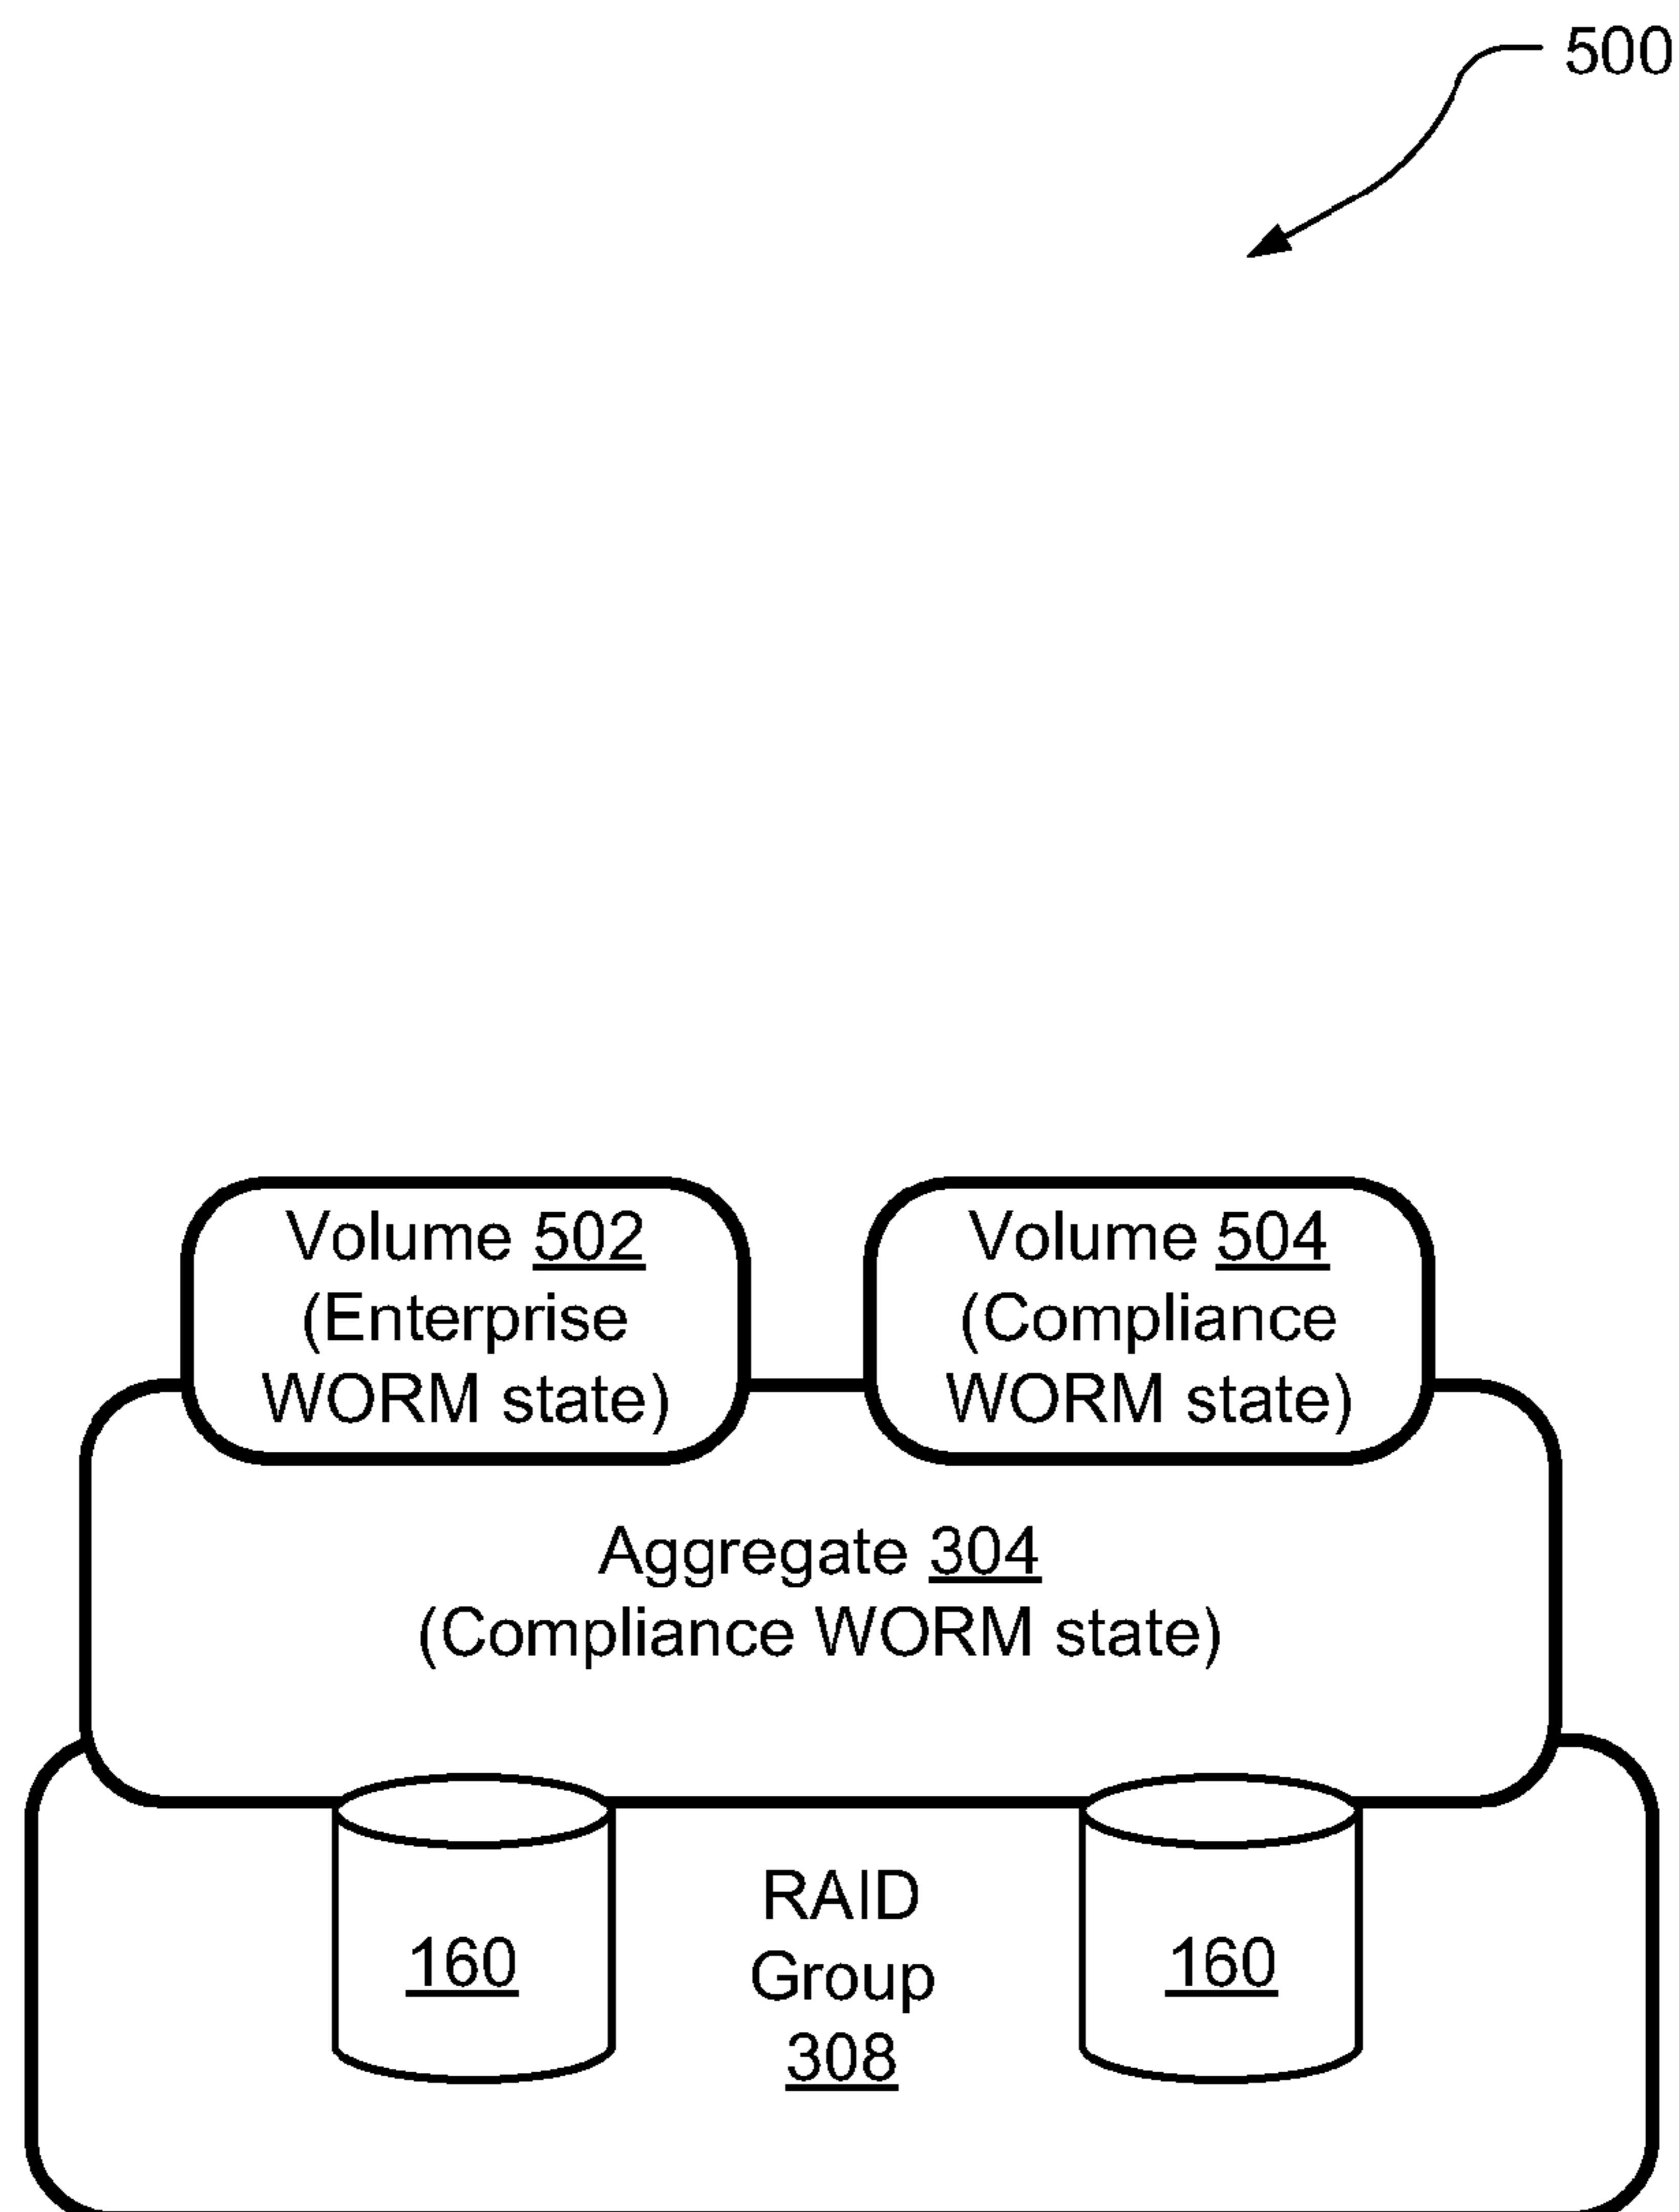 500
Volume 502
(Enterprise
WORM state)
Volume 504
(Compliance
WORM state)
Aggregate 304
(Compliance WORM state)
160
RAID
Group
308
160